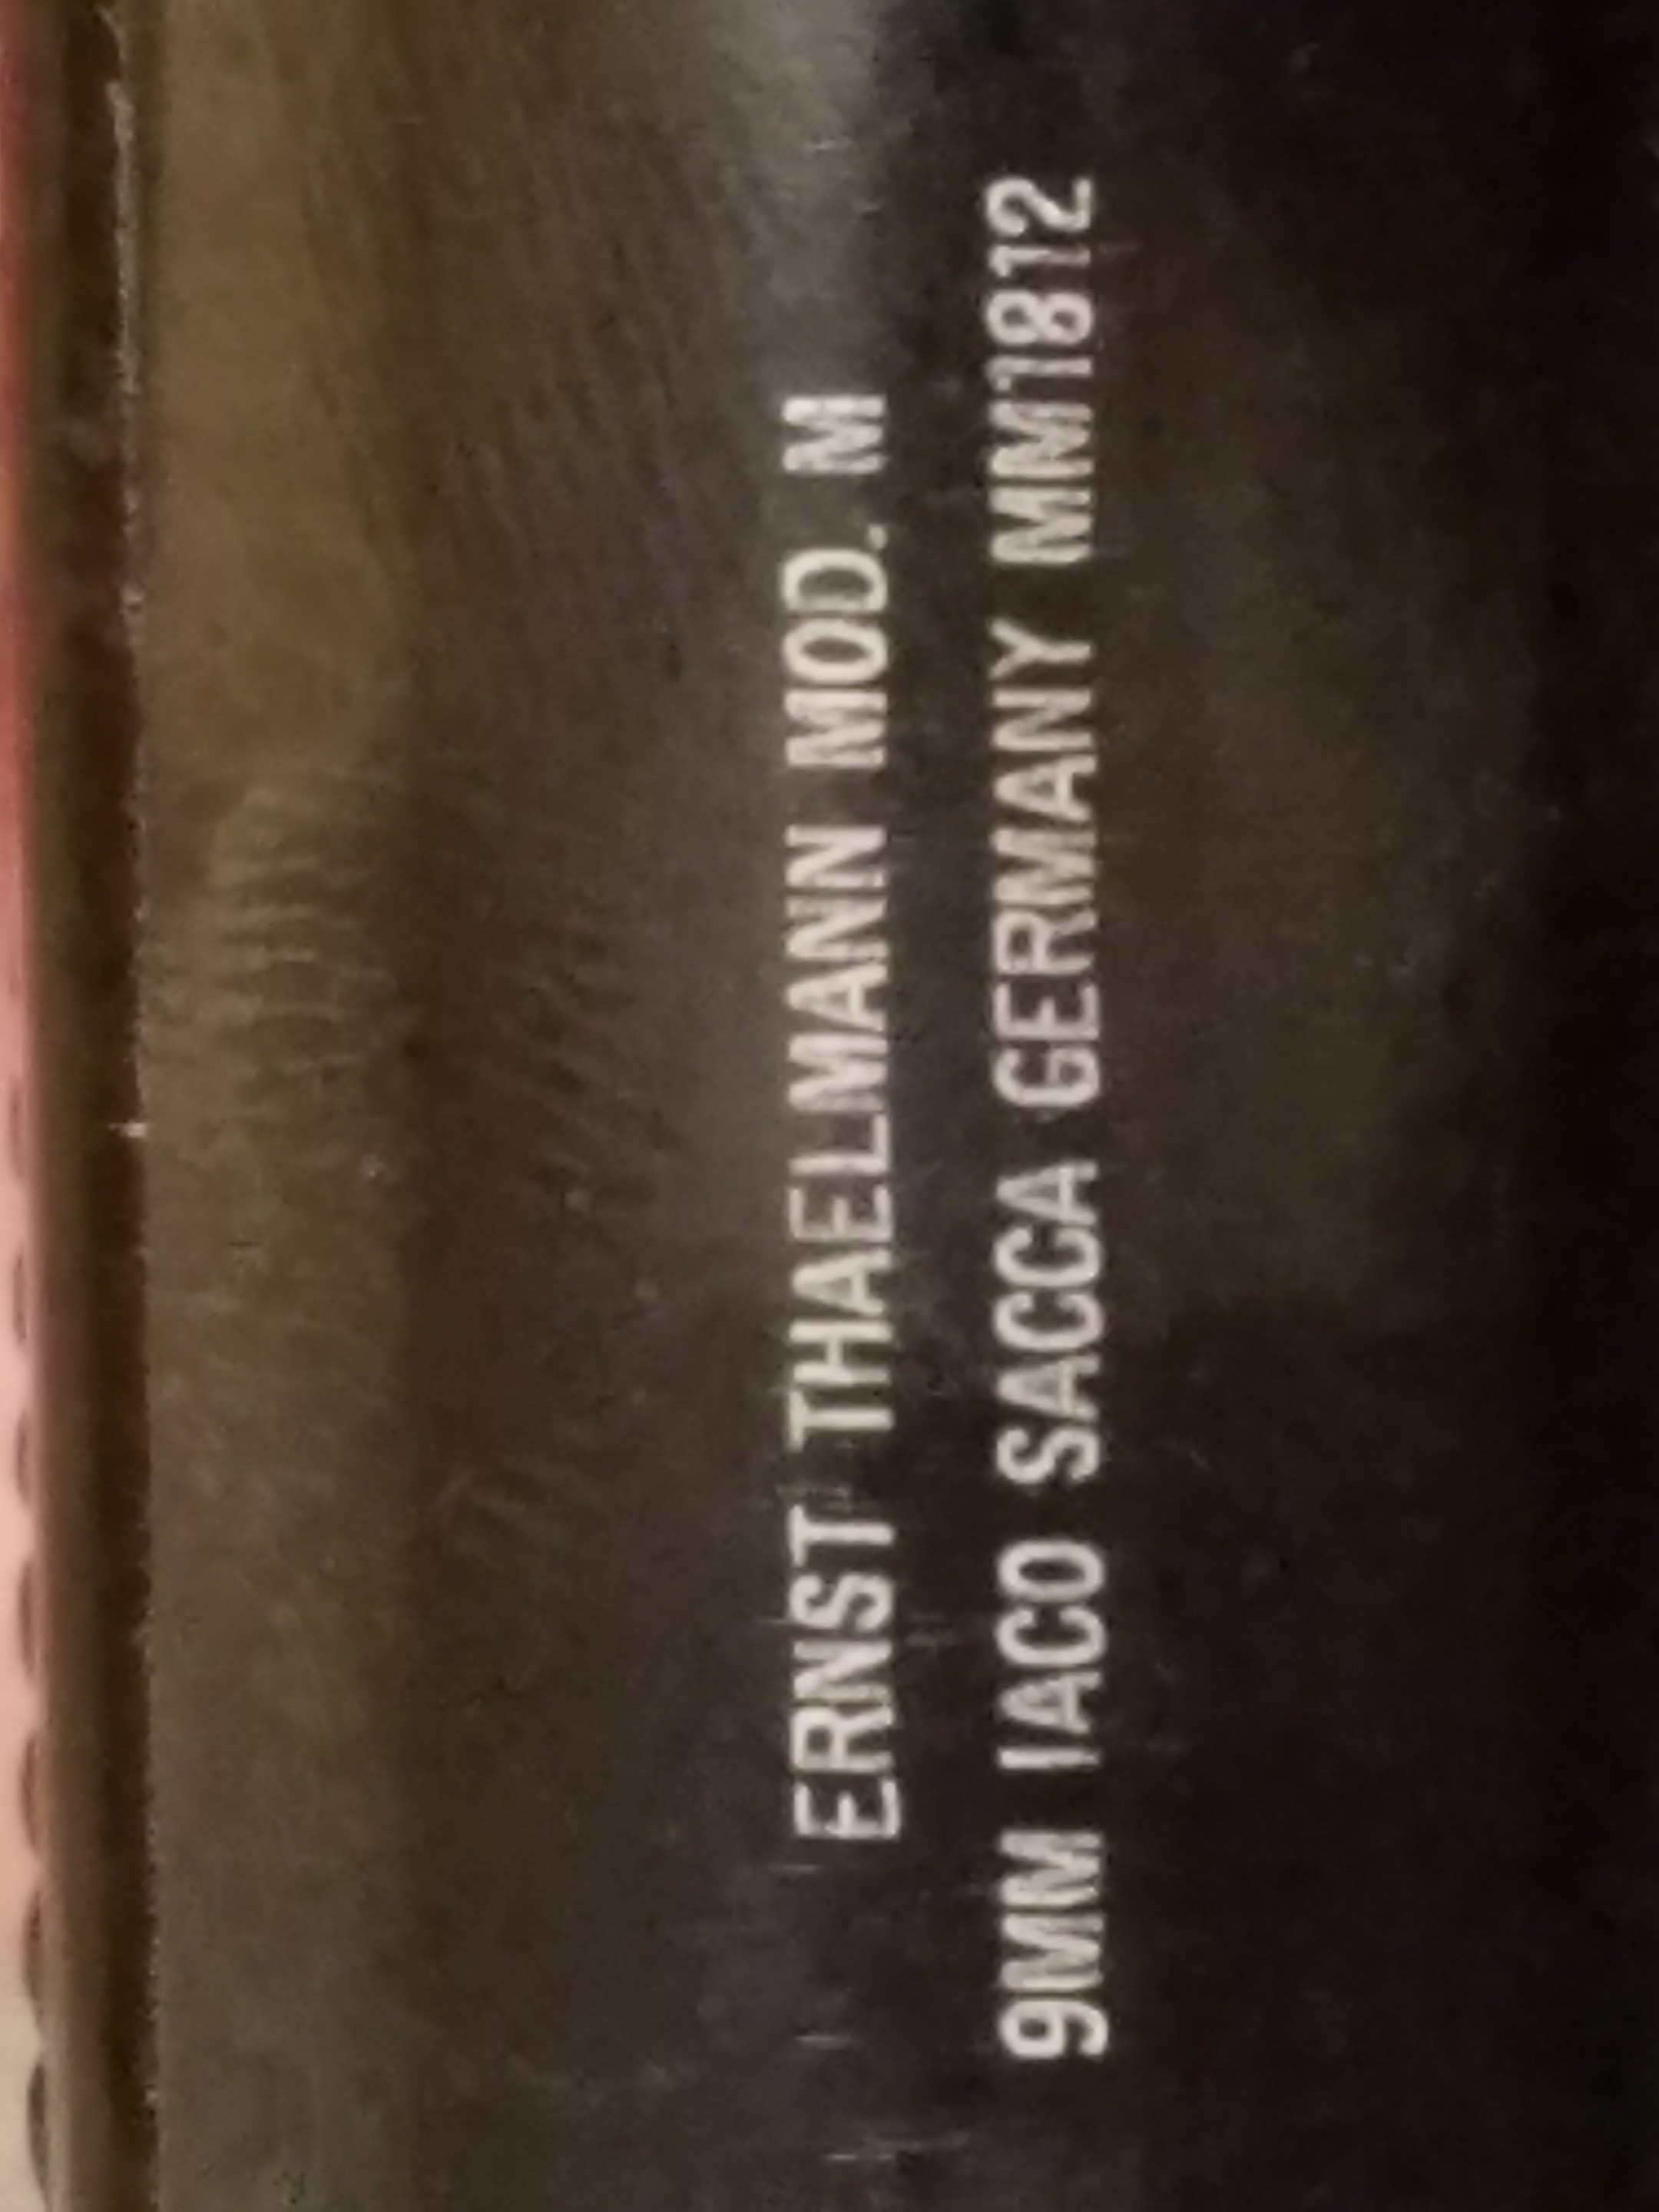 ERNST THAELMANN MOD. M
9MM IACO SACCA GERMANY MM1812